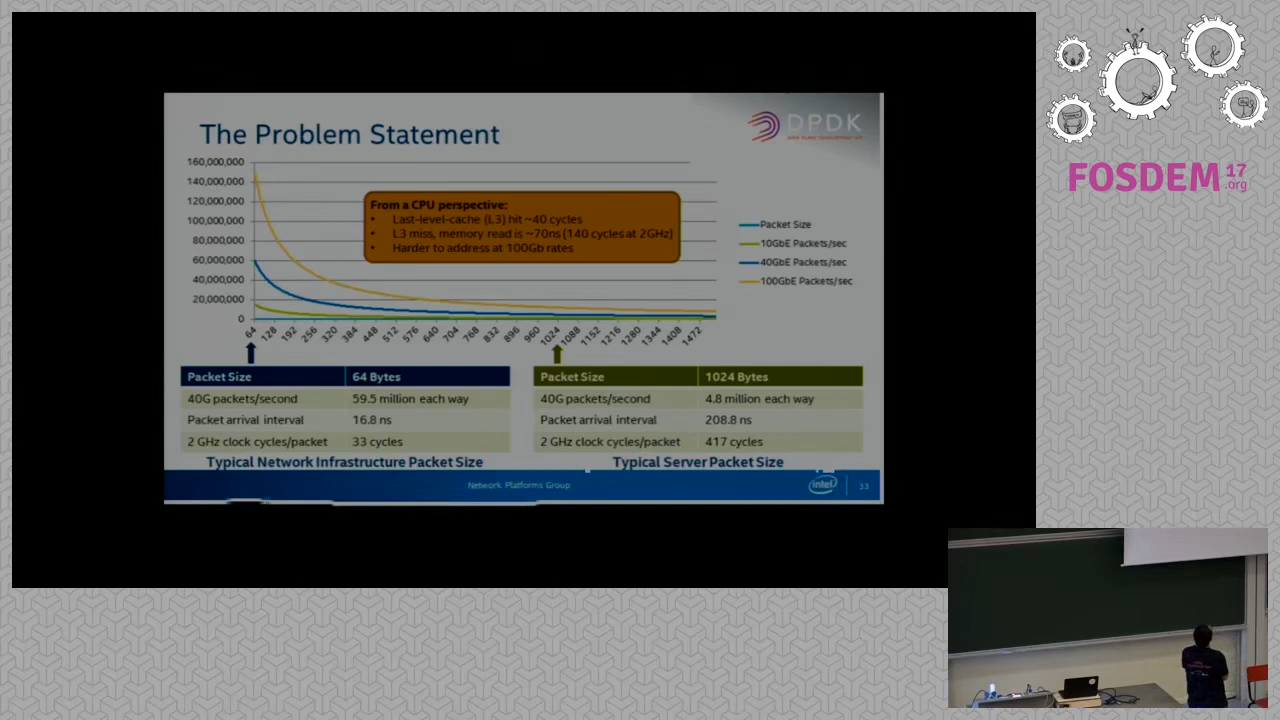 The Problem Statement
DPDK
160,000,000
140,000,000
120,000,000
100,000,000
80,000,000
60,000,000
40,000,000
20,000,000
0
From a CPU perspective:
• Last-level-cache (L3) hit ~40 cycles
• L3 miss, memory read is ~70ns (140 cycles at 2GHz)
• Harder to address at 100Gb rates
Packet Size
10GbE Packets/sec
40GbE Packets/sec
100GbE Packets/sec
64 128 192 256 320 384 448 512 576 640 704 768 832 896 960 1024 1088 1152 1216 1280 1344 1408 1472
Packet Size 64 Bytes
40G packets/second 59.5 million each way
Packet arrival interval 16.8 ns
2 GHz clock cycles/packet 33 cycles
Typical Network Infrastructure Packet Size
Packet Size 1024 Bytes
40G packets/second 4.8 million each way
Packet arrival interval 208.8 ns
2 GHz clock cycles/packet 417 cycles
Typical Server Packet Size
Network Platforms Group
intel
33
FOSDEM 17
.org